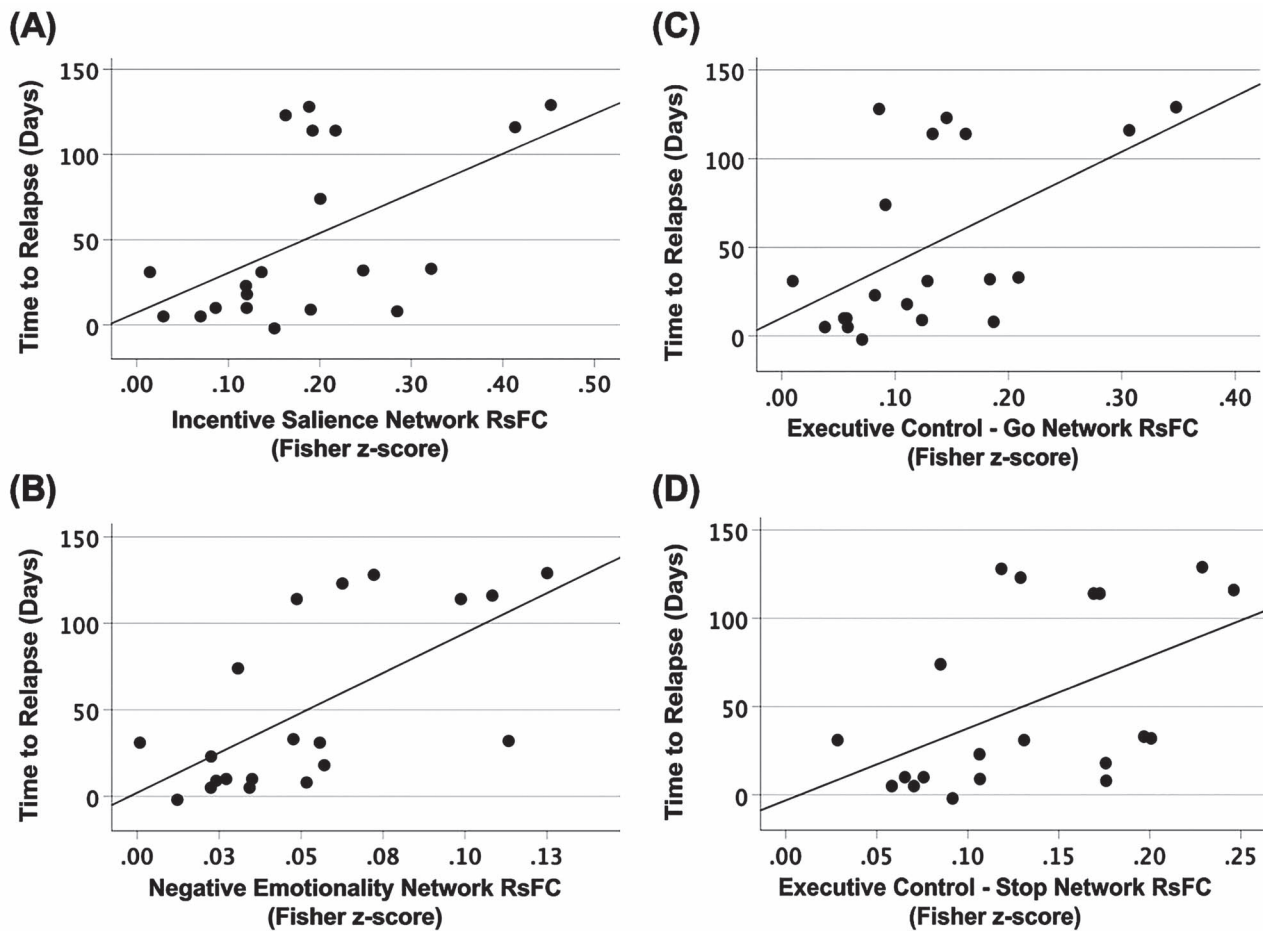 (A)
Time to Relapse (Days)
150
100
50
0
.00 .10 .20 .30 .40 .50
Incentive Salience Network RsFC
(Fisher z-score)
(B)
Time to Relapse (Days)
150
100
50
0
.00 .03 .05 .08 .10 .13
Negative Emotionality Network RsFC
(Fisher z-score)
(C)
Time to Relapse (Days)
150
100
50
0
.00 .10 .20 .30 .40
Executive Control - Go Network RsFC
(Fisher z-score)
(D)
Time to Relapse (Days)
150
100
50
0
.00 .05 .10 .15 .20 .25
Executive Control - Stop Network RsFC
(Fisher z-score)